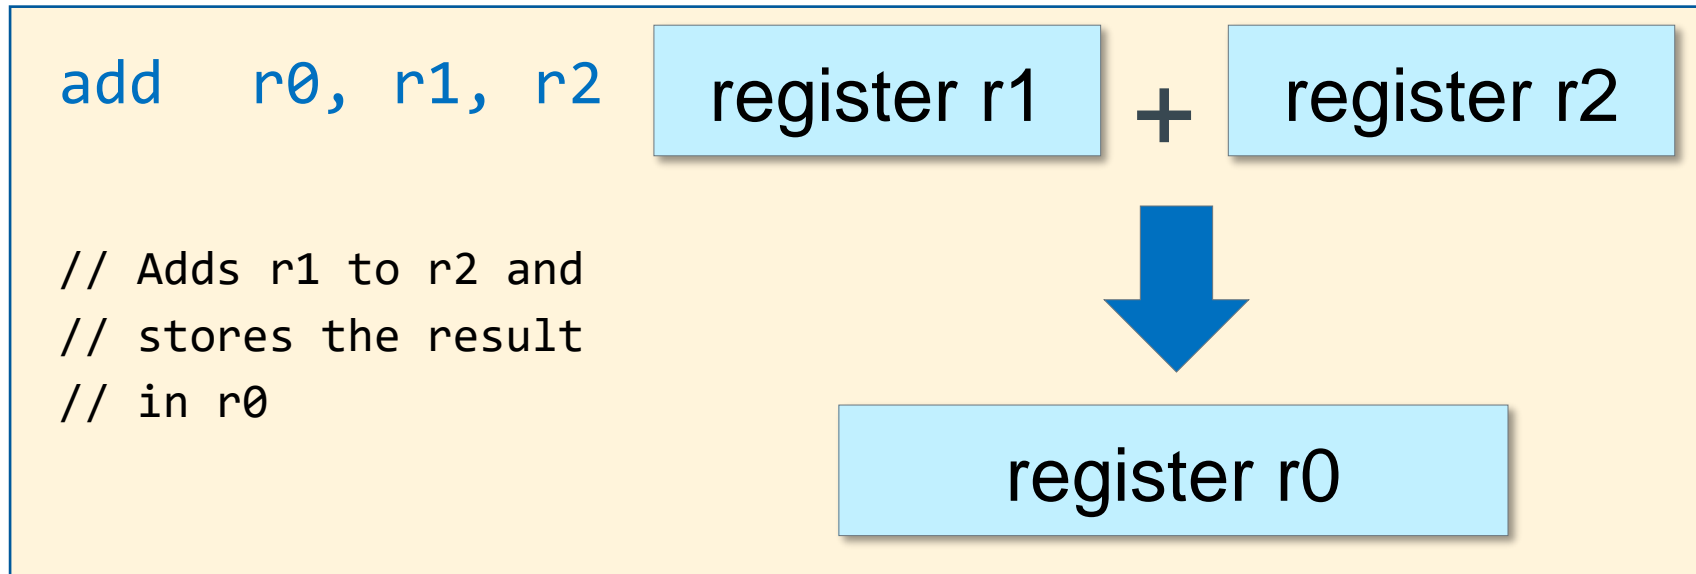 add r0, r1, r2
register r1 + register r2
// Adds r1 to r2 and
// stores the result
// in r0
register r0